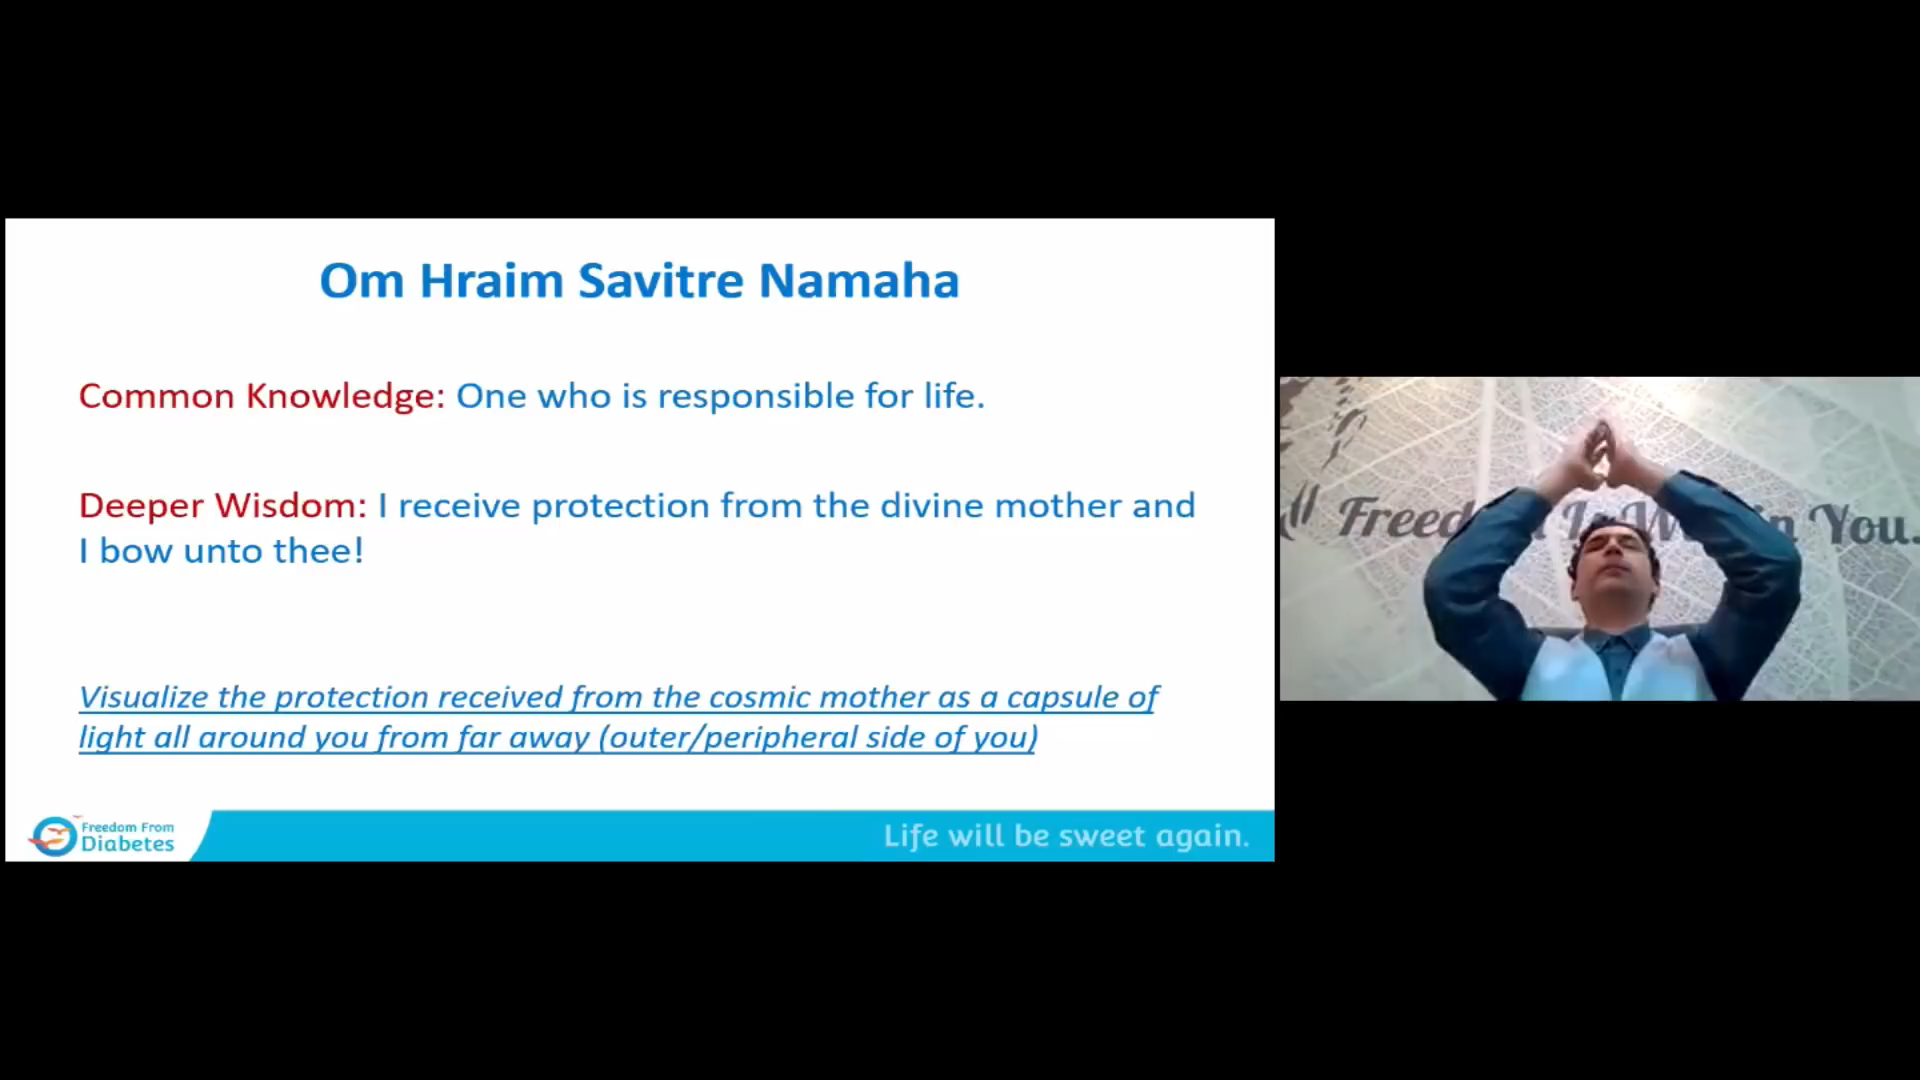 Om Hraim Savitre Namaha
Common Knowledge: One who is responsible for life.
Deeper Wisdom: I receive protection from the divine mother and
I bow unto thee!
Visualize the protection received from the cosmic mother as a capsule of
light all around you from far away (outer/peripheral side of you)
Freedom From
Diabetes
Life will be sweet again.
You.